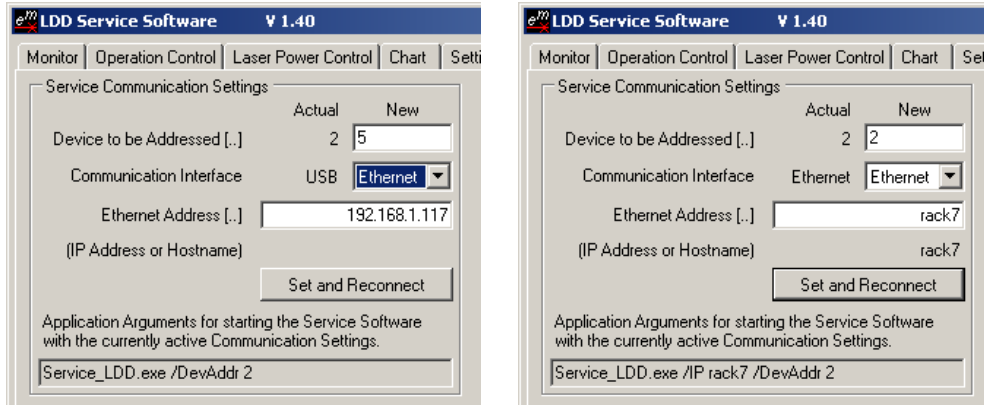 LDD Service Software V 1.40
Monitor Operation Control Laser Power Control Chart Setti
Service Communication Settings
Actual New
Device to be Addressed [..] 2 5
Communication Interface USB Ethernet
Ethernet Address [..] 192.168.1.117
(IP Address or Hostname)
Set and Reconnect
Application Arguments for starting the Service Software
with the currently active Communication Settings.
Service_LDD.exe /DevAddr 2
LDD Service Software V 1.40
Monitor Operation Control Laser Power Control Chart Set
Service Communication Settings
Actual New
Device to be Addressed [..] 2 2
Communication Interface Ethernet Ethernet
Ethernet Address [..] rack7
(IP Address or Hostname) rack7
Set and Reconnect
Application Arguments for starting the Service Software
with the currently active Communication Settings.
Service_LDD.exe /IP rack7 /DevAddr 2